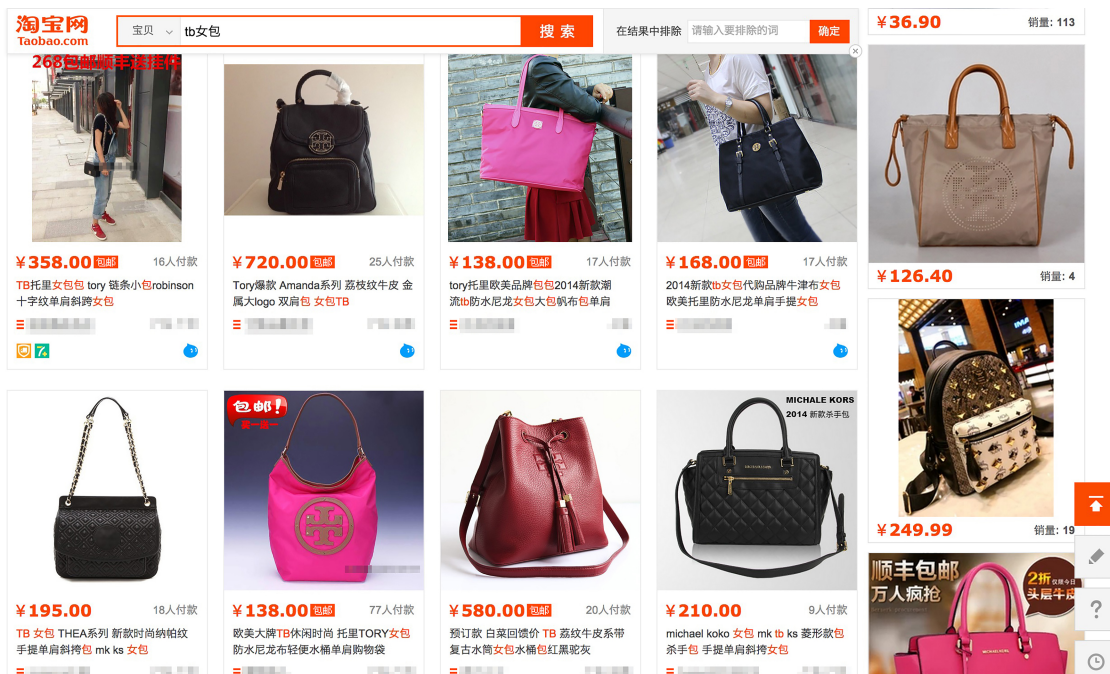 淘宝网
Taobao.com
宝贝
tb女包
搜索
在结果中排除
请输入要排除的词
确定
¥36.90
销量: 113
268包邮顺丰送挂件
¥358.00 包邮 16人付款
TB托里女包包 tory 链条小包robinson
十字纹单肩斜跨女包
¥720.00 包邮 25人付款
Tory爆款 Amanda系列 荔枝纹牛皮 金
属大logo 双肩包 女包TB
¥138.00 包邮 17人付款
tory托里欧美品牌包包2014新款潮
流tb防水尼龙女包大包帆布包单肩
¥168.00 包邮 17人付款
2014新款tb女包代购品牌牛津布女包
欧美托里防水尼龙单肩手提女包
¥126.40
销量: 4
包邮!
买一送一
MICHALE KORS
2014 新款杀手包
MICHAEL KORS
¥249.99
销量: 19
¥195.00 18人付款
TB 女包 THEA系列 新款时尚纳帕纹
手提单肩斜挎包 mk ks 女包
¥138.00 包邮 77人付款
欧美大牌TB休闲时尚 托里TORY女包
防水尼龙布轻便水桶单肩购物袋
¥580.00 包邮 20人付款
预订款 白菜回馈价 TB 荔纹牛皮系带
复古水筒女包水桶包红黑驼灰
¥210.00 9人付款
michael koko 女包 mk tb ks 菱形款包
杀手包 手提单肩斜挎女包
顺丰包邮
万人疯抢
2折 仅限今日
头层牛皮
MICHAEL KORS